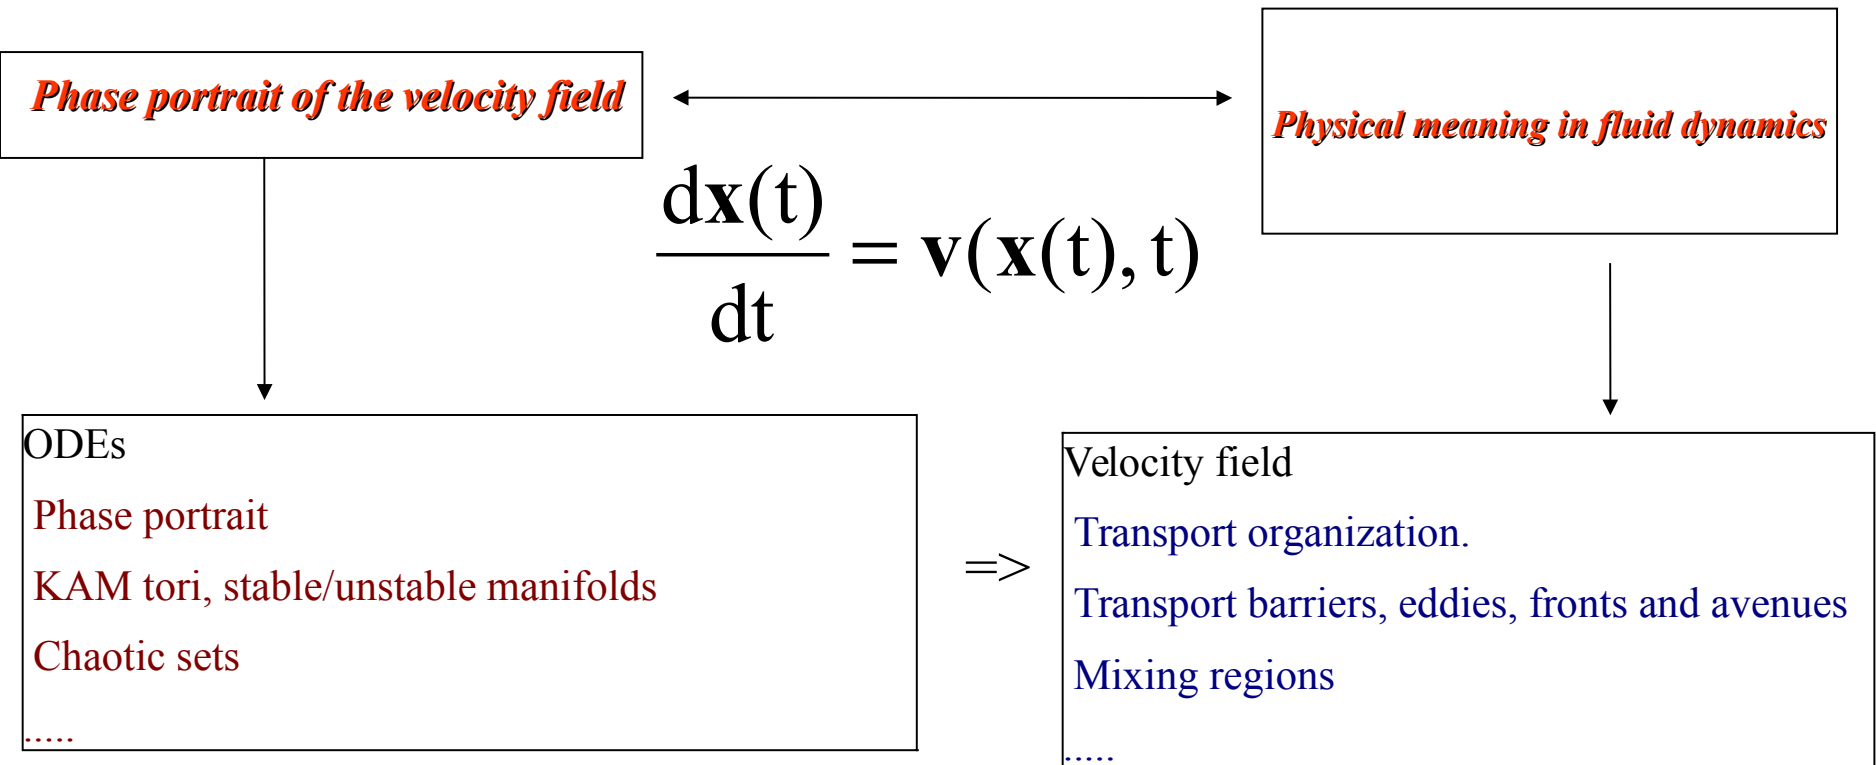 Phase portrait of the velocity field
Physical meaning in fluid dynamics
d𝐱(t)/dt = 𝐯(𝐱(t), t)
ODEs
Phase portrait
KAM tori, stable/unstable manifolds
Chaotic sets
.....
=>
Velocity field
Transport organization.
Transport barriers, eddies, fronts and avenues
Mixing regions
.....